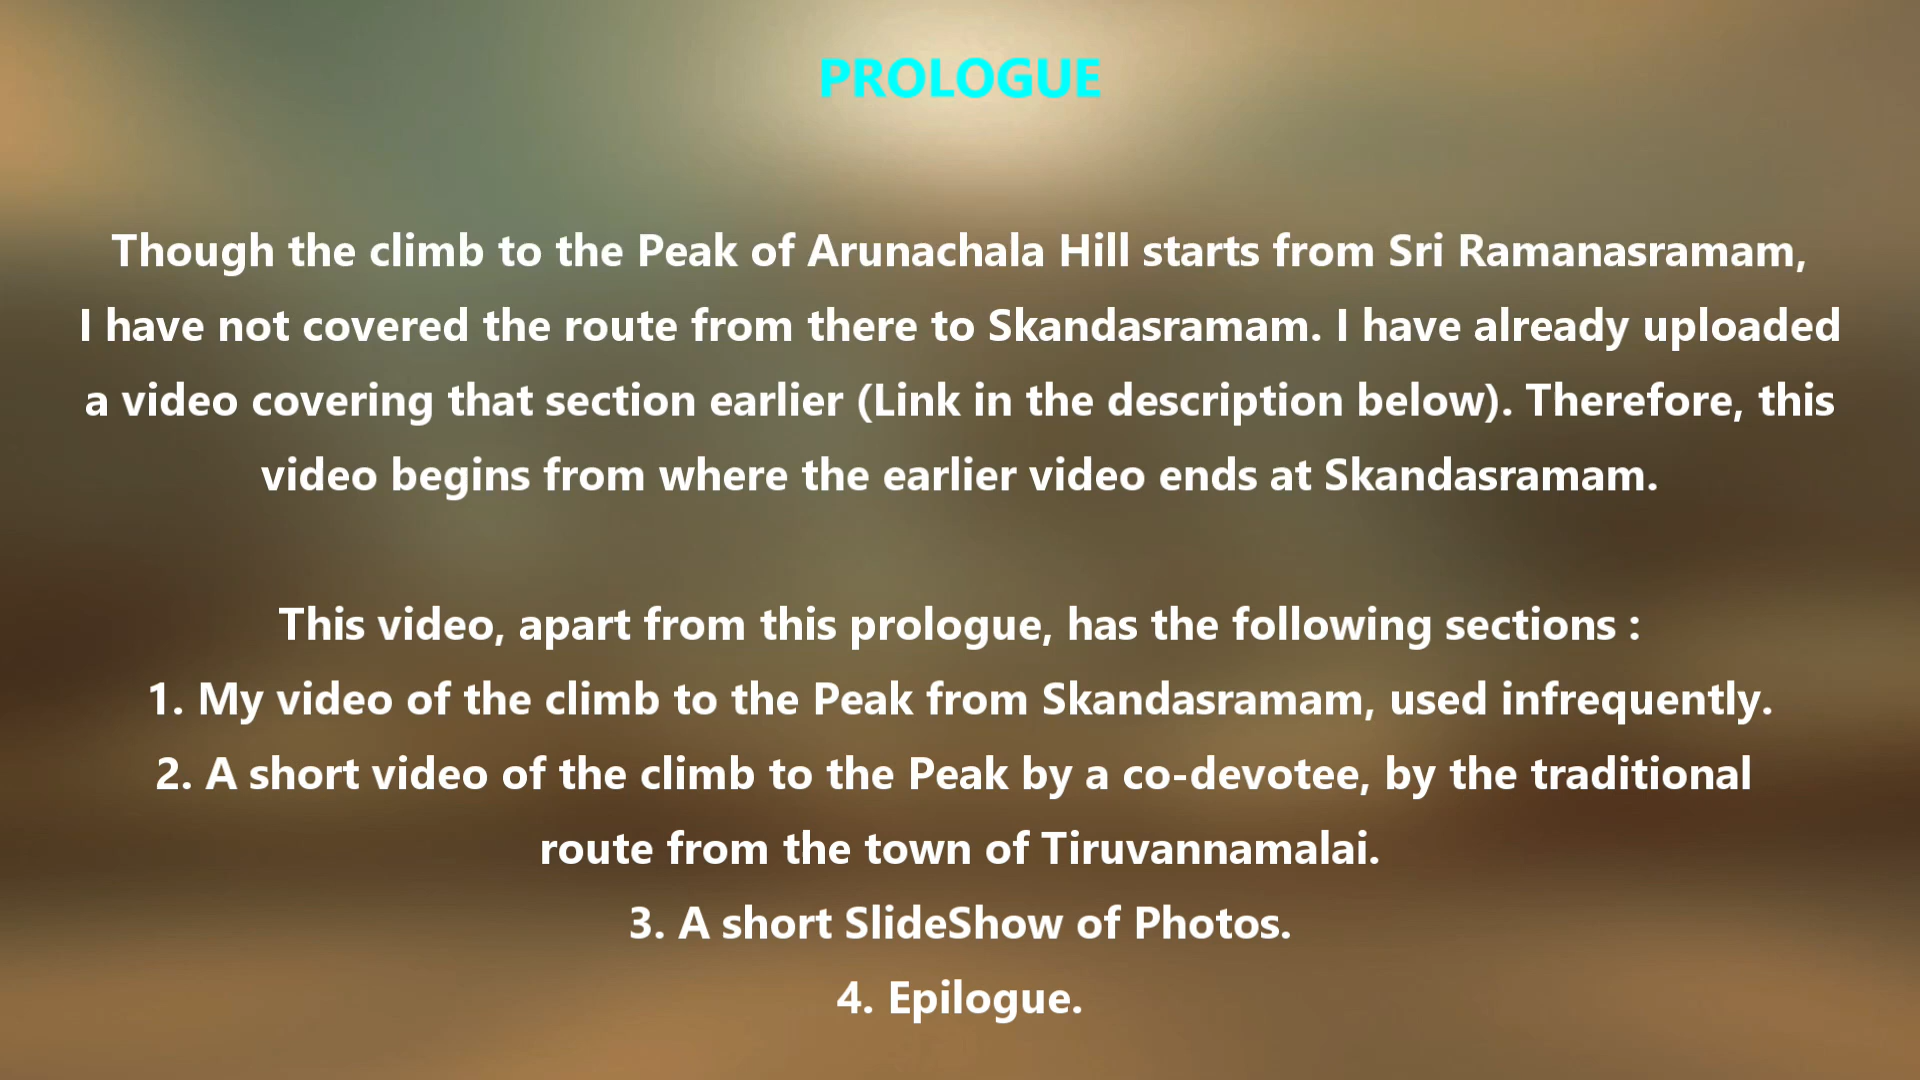 PROLOGUE
Though the climb to the Peak of Arunachala Hill starts from Sri Ramanasramam,
I have not covered the route from there to Skandasramam. I have already uploaded
a video covering that section earlier (Link in the description below). Therefore, this
video begins from where the earlier video ends at Skandasramam.
This video, apart from this prologue, has the following sections :
1. My video of the climb to the Peak from Skandasramam, used infrequently.
2. A short video of the climb to the Peak by a co-devotee, by the traditional
route from the town of Tiruvannamalai.
3. A short SlideShow of Photos.
4. Epilogue.